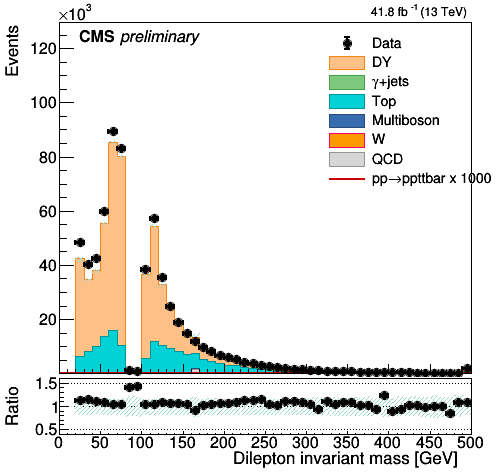 ×10³
41.8 fb⁻¹ (13 TeV)
CMS preliminary
Events
120
100
80
60
40
20
Data
DY
γ+jets
Top
Multiboson
W
QCD
pp→ppttbar x 1000
Ratio
1.5
1
0.5
0 50 100 150 200 250 300 350 400 450 500
Dilepton invariant mass [GeV]